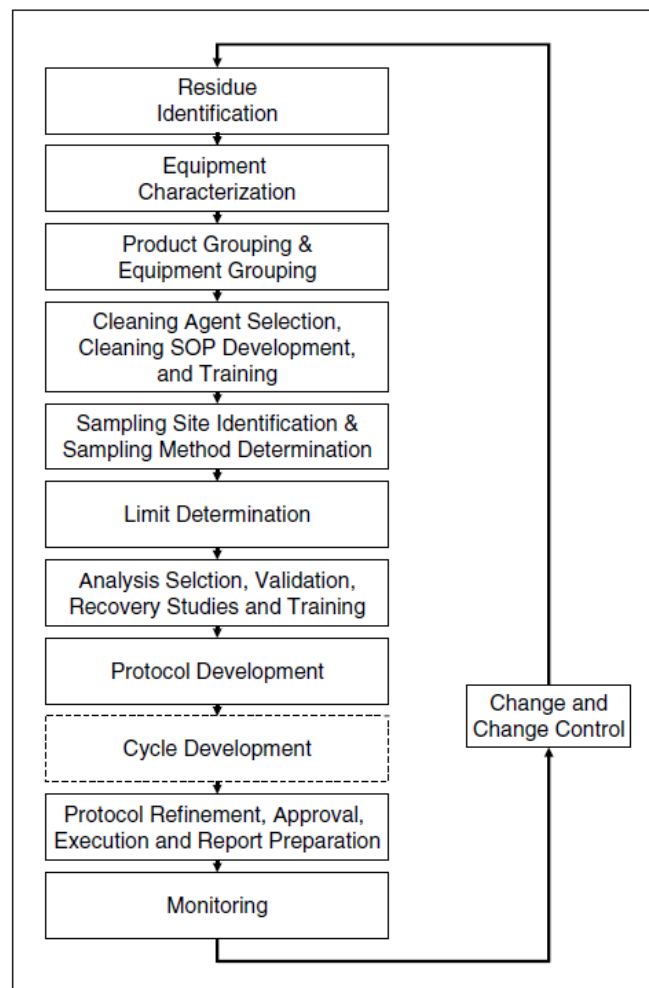 Residue
Identification
Equipment
Characterization
Product Grouping &
Equipment Grouping
Cleaning Agent Selection,
Cleaning SOP Development,
and Training
Sampling Site Identification &
Sampling Method Determination
Limit Determination
Analysis Selction, Validation,
Recovery Studies and Training
Protocol Development
Cycle Development
Protocol Refinement, Approval,
Execution and Report Preparation
Monitoring
Change and
Change Control